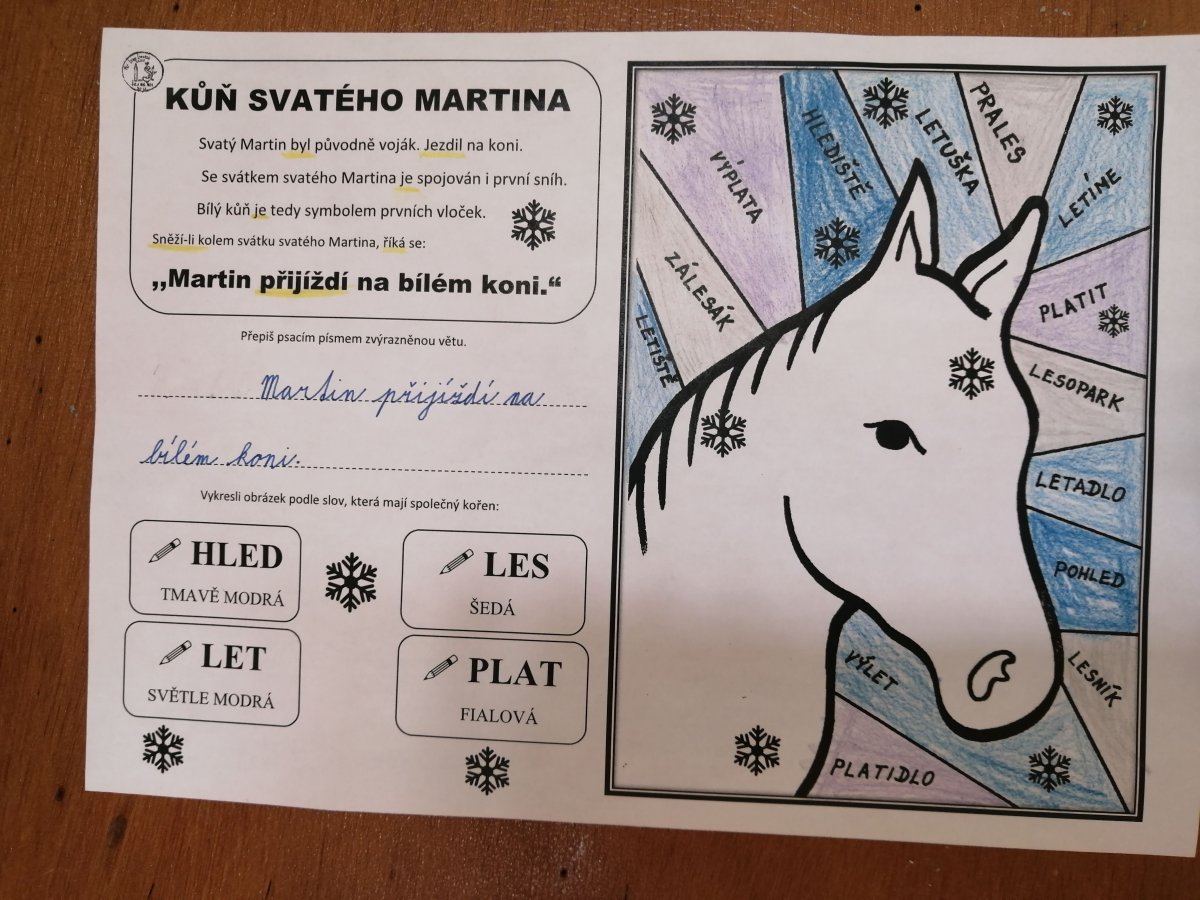 KŮŇ SVATÉHO MARTINA
Svatý Martin byl původně voják. Jezdil na koni.
Se svátkem svatého Martina je spojován i první sníh.
Bílý kůň je tedy symbolem prvních vloček.
Sněží-li kolem svátku svatého Martina, říká se:
„Martin přijíždí na bílém koni.“
Přepiš psacím písmem zvýrazněnou větu.
Martin přijíždí na
bílém koni.
Vykresli obrázek podle slov, která mají společný kořen:
HLED
TMAVĚ MODRÁ
LES
ŠEDÁ
LET
SVĚTLE MODRÁ
PLAT
FIALOVÁ
LETIŠTĚ
ZÁLESÁK
VÝPLATA
HLEDIŠTĚ
LETUŠKA
PRALES
LETÍME
PLATIT
LESOPARK
LETADLO
POHLED
LESNÍK
VÝLET
PLATIDLO